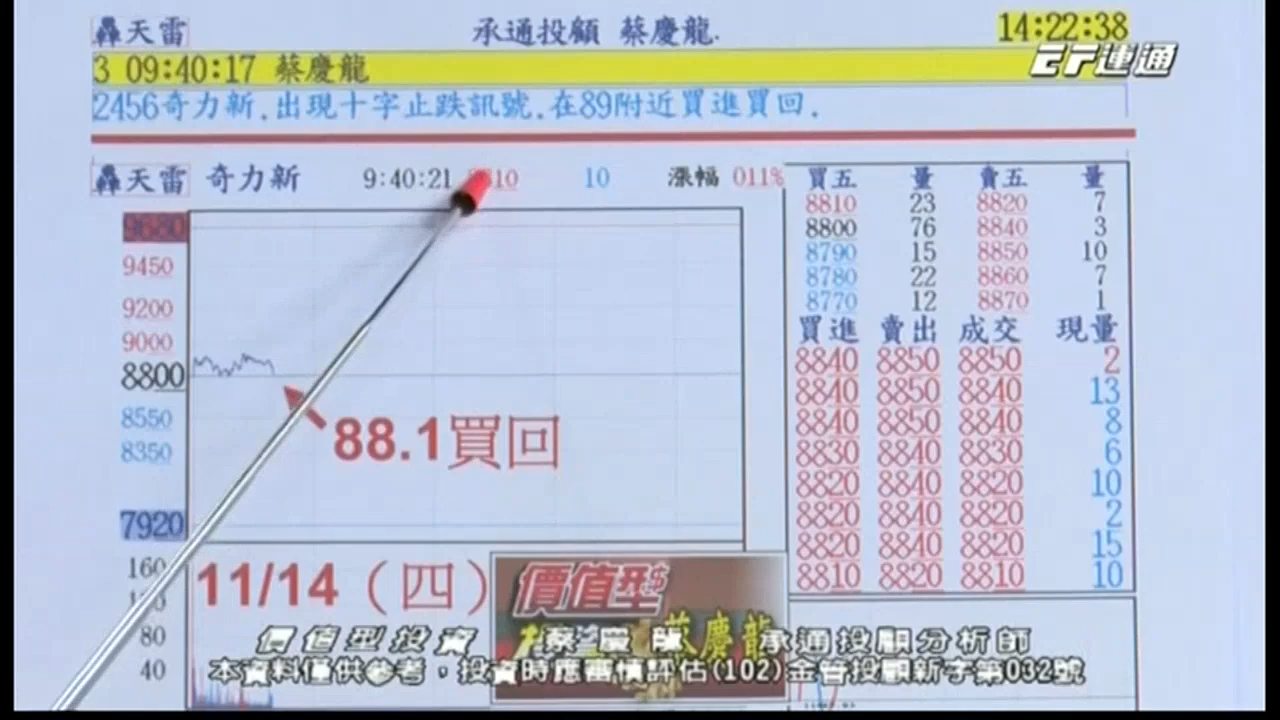 轟天雷 承通投顧 蔡慶龍. 14:22:38
3 09:40:17 蔡慶龍
2456奇力新.出現十字止跌訊號.在89附近買進買回.
轟天雷 奇力新 9:40:21 10 漲幅 011% 買五 量 賣五 量
8810 23 8820 7
8800 76 8840 3
8790 15 8850 10
8780 22 8860 7
8770 12 8870 1
買進 賣出 成交 現量
8840 8850 8850 2
8840 8850 8840 13
8840 8850 8840 8
8830 8840 8830 6
8820 8840 8820 10
8820 8840 8820 2
8820 8840 8820 15
8810 8820 8810 10
9680
9450
9200
9000
8800
8550
8350
7920
88.1買回
160
80
40
11/14（四）
價值型
蔡慶龍
價值型投資 蔡慶龍 承通投顧分析師
本資料僅供參考，投資時應審慎評估(102)金管投顧新字第032號